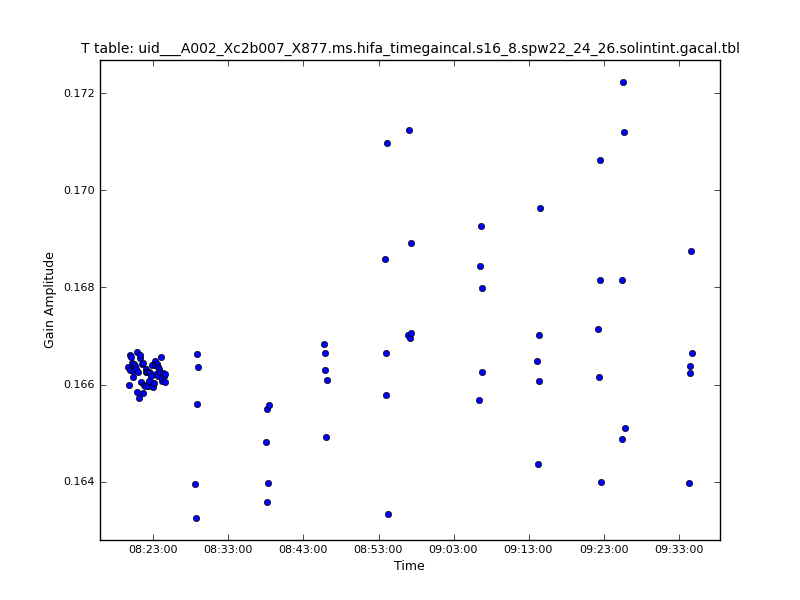 T table: uid___A002_Xc2b007_X877.ms.hifa_timegaincal.s16_8.spw22_24_26.solintint.gacal.tbl
0.172
0.170
0.168
0.166
0.164
Gain Amplitude
08:23:00 08:33:00 08:43:00 08:53:00 09:03:00 09:13:00 09:23:00 09:33:00
Time